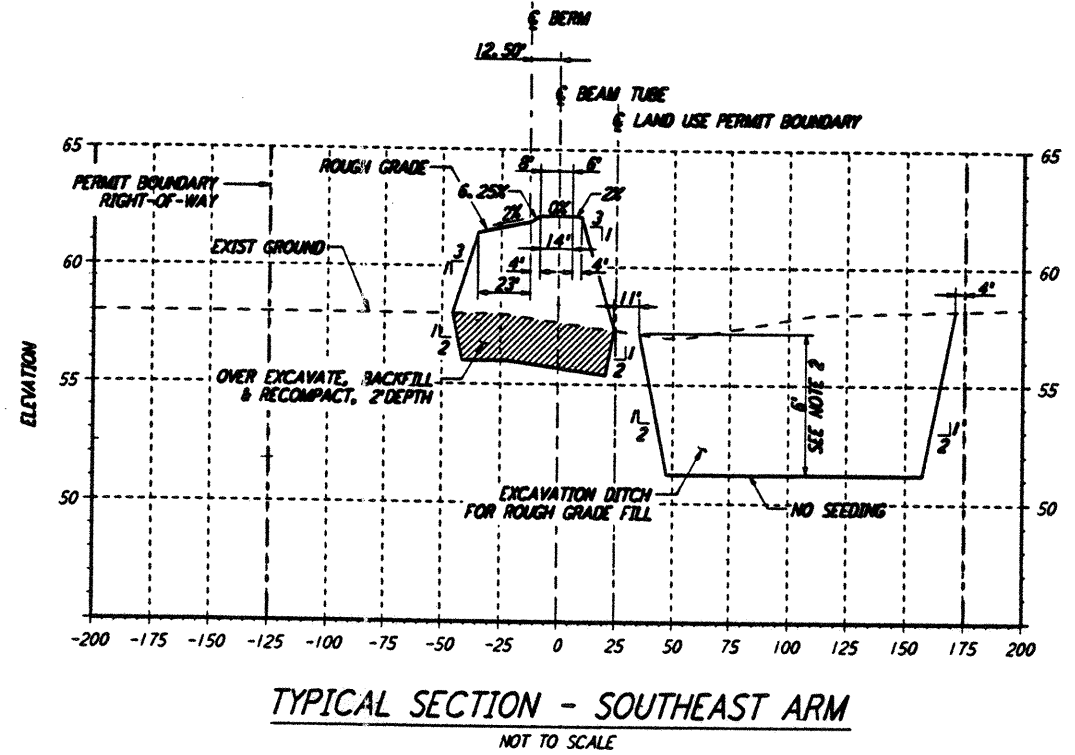 ℄ BERM
12.50'
℄ BEAM TUBE
℄ LAND USE PERMIT BOUNDARY
65
65
ROUGH GRADE
8'
6'
PERMIT BOUNDARY
RIGHT-OF-WAY
6.25%
2%
0%
2%
3
1
EXIST GROUND
14'
60
3
1
4'
4'
60
23'
11'
4'
1
2
1
2
OVER EXCAVATE, BACKFILL
& RECOMPACT, 2' DEPTH
55
55
ELEVATION
6'
SEE NOTE 2
1
2
1
2
EXCAVATION DITCH
FOR ROUGH GRADE FILL
NO SEEDING
50
50
-200 -175 -150 -125 -100 -75 -50 -25 0 25 50 75 100 125 150 175 200
TYPICAL SECTION - SOUTHEAST ARM
NOT TO SCALE